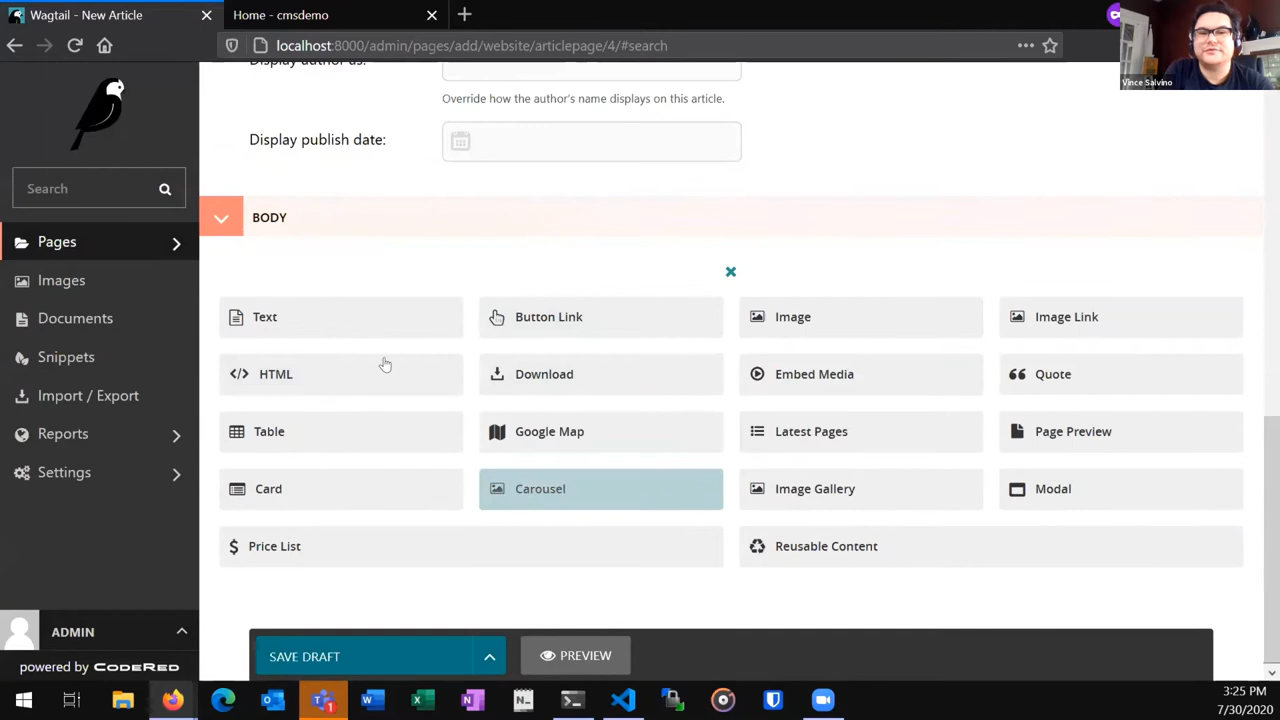 Wagtail - New Article
Home - cmsdemo
localhost:8000/admin/pages/add/website/articlepage/4/#search
Vince Salvino
Search
Pages
Images
Documents
Snippets
Import / Export
Reports
Settings
ADMIN
powered by CODERED
Display author as:
Override how the author's name displays on this article.
Display publish date:
BODY
Text
Button Link
Image
Image Link
HTML
Download
Embed Media
Quote
Table
Google Map
Latest Pages
Page Preview
Card
Carousel
Image Gallery
Modal
Price List
Reusable Content
SAVE DRAFT
PREVIEW
3:25 PM
7/30/2020